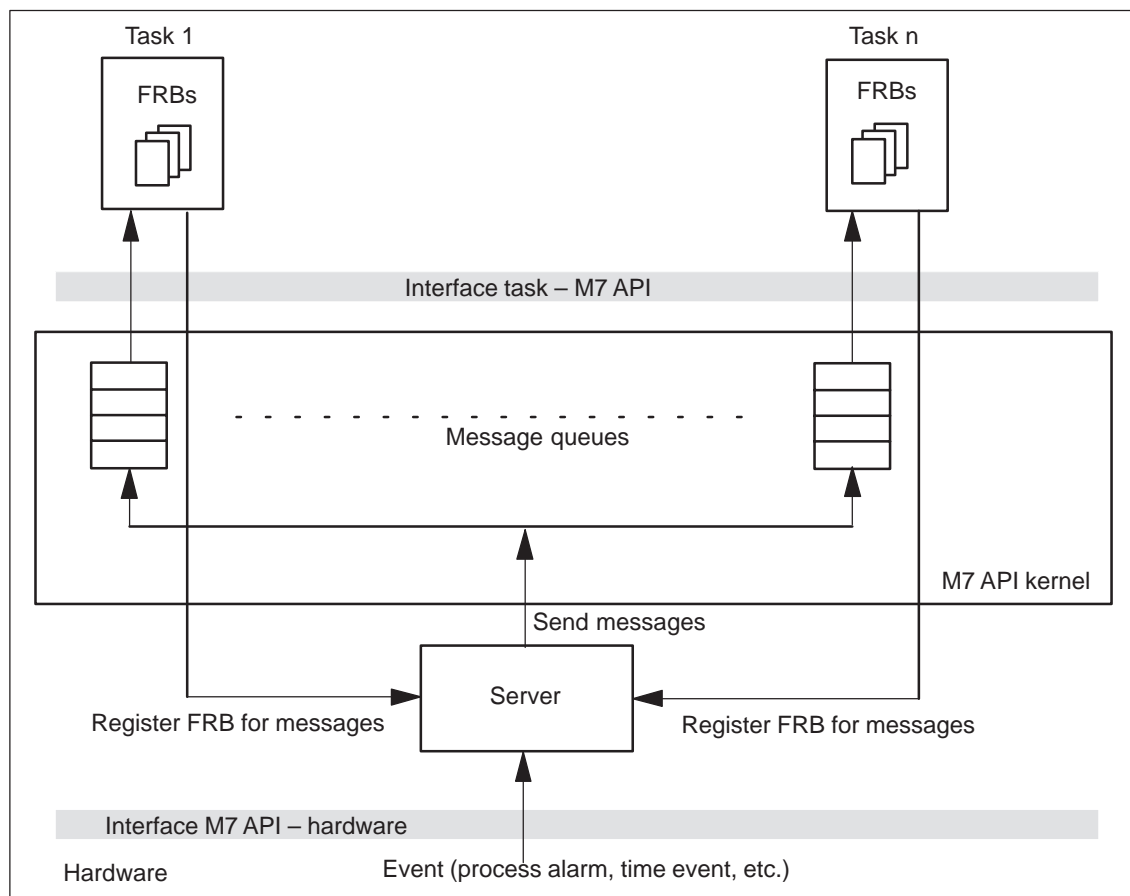 Task 1
Task n
FRBs
FRBs
Interface task – M7 API
Message queues
M7 API kernel
Send messages
Server
Register FRB for messages
Register FRB for messages
Interface M7 API – hardware
Hardware
Event (process alarm, time event, etc.)